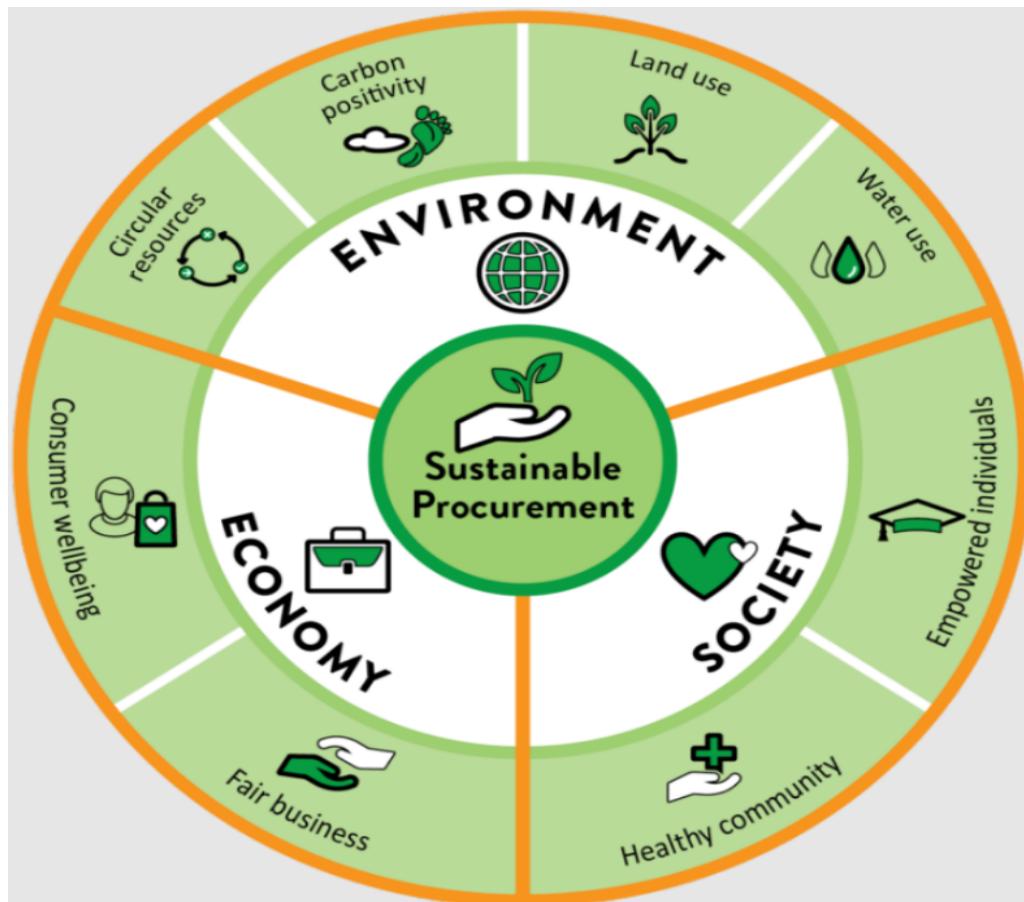 Carbon
positivity
Land use
Circular
resources
Water use
ENVIRONMENT
Sustainable
Procurement
Consumer wellbeing
ECONOMY
SOCIETY
Empowered individuals
Fair business
Healthy community